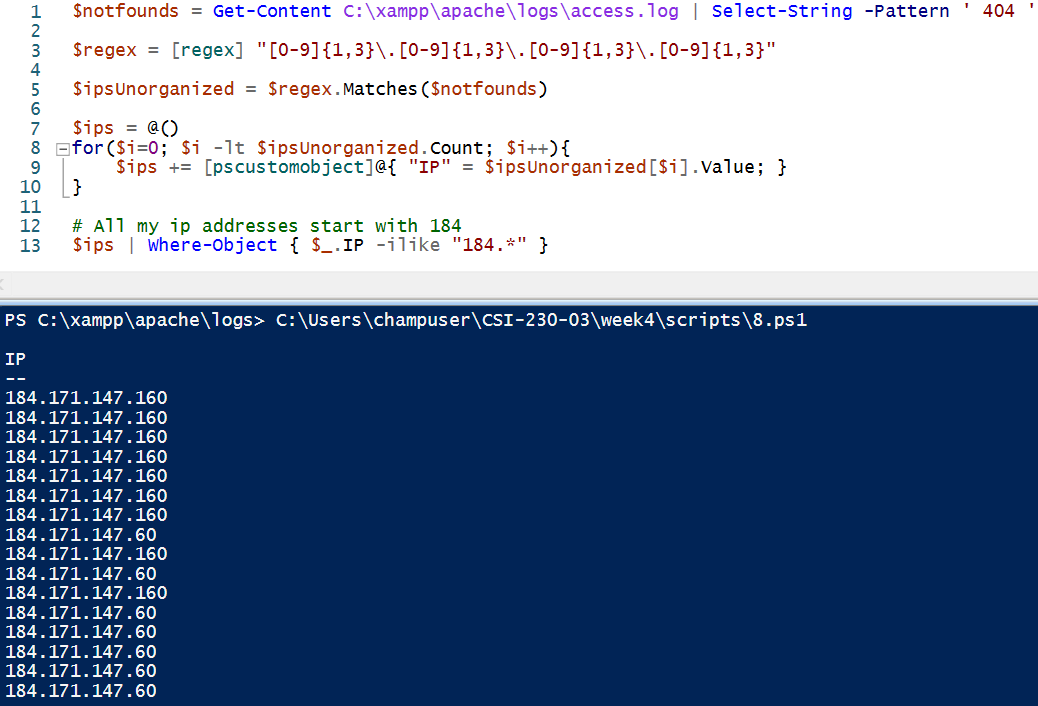 1 $notfounds = Get-Content C:\xampp\apache\logs\access.log | Select-String -Pattern ' 404 '
2
3 $regex = [regex] "[0-9]{1,3}\.[0-9]{1,3}\.[0-9]{1,3}\.[0-9]{1,3}"
4
5 $ipsUnorganized = $regex.Matches($notfounds)
6
7 $ips = @()
8 for($i=0; $i -lt $ipsUnorganized.Count; $i++){
9 $ips += [pscustomobject]@{ "IP" = $ipsUnorganized[$i].Value; }
10 }
11
12 # All my ip addresses start with 184
13 $ips | Where-Object { $_.IP -ilike "184.*" }
PS C:\xampp\apache\logs> C:\Users\champuser\CSI-230-03\week4\scripts\8.ps1
IP
--
184.171.147.160
184.171.147.160
184.171.147.160
184.171.147.160
184.171.147.160
184.171.147.160
184.171.147.160
184.171.147.60
184.171.147.160
184.171.147.60
184.171.147.160
184.171.147.60
184.171.147.60
184.171.147.60
184.171.147.60
184.171.147.60